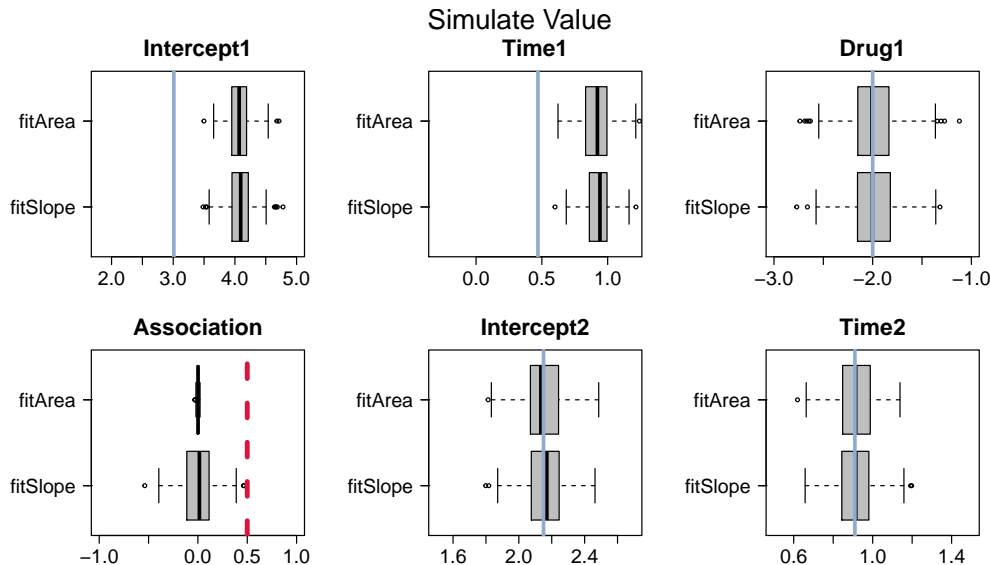 Simulate Value
Intercept1
Time1
Drug1
fitArea
fitSlope
2.0 3.0 4.0 5.0
fitArea
fitSlope
0.0 0.5 1.0
fitArea
fitSlope
−3.0 −2.0 −1.0
Association
Intercept2
Time2
fitArea
fitSlope
−1.0 0.0 0.5 1.0
fitArea
fitSlope
1.6 2.0 2.4
fitArea
fitSlope
0.6 1.0 1.4